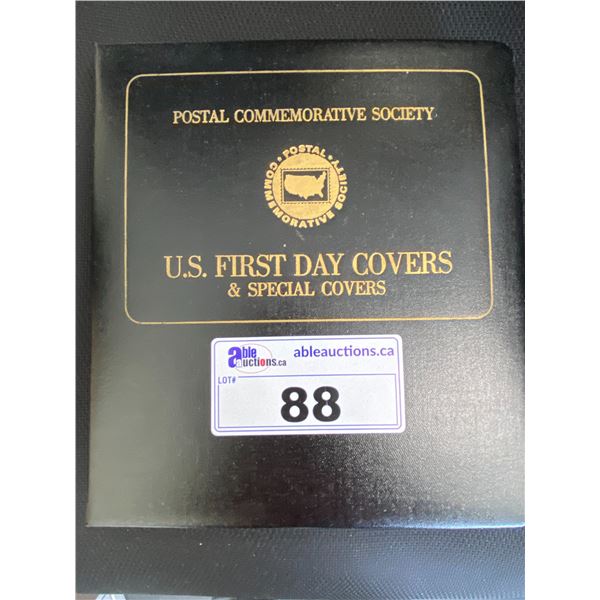 POSTAL COMMEMORATIVE SOCIETY
• POSTAL •
COMMEMORATIVE SOCIETY
U.S. FIRST DAY COVERS
& SPECIAL COVERS
able auctions.ca
ableauctions.ca
LOT#
88